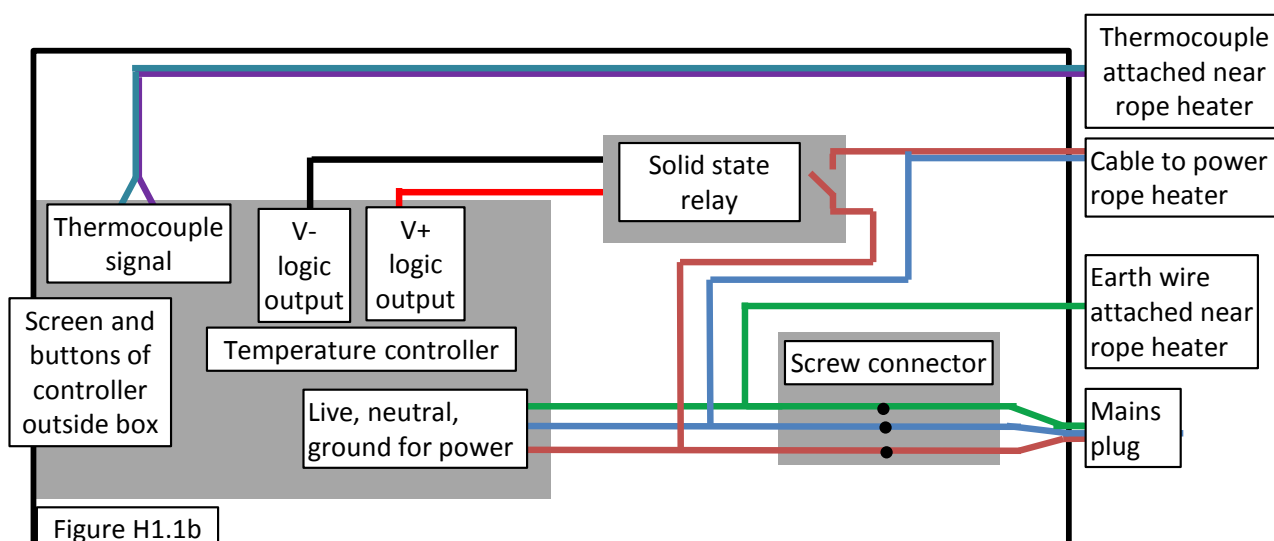 Thermocouple
attached near
rope heater
Solid state
relay
Cable to power
rope heater
Thermocouple
signal
V-
logic
output
V+
logic
output
Earth wire
attached near
rope heater
Screen and
buttons of
controller
outside box
Temperature controller
Screw connector
Live, neutral,
ground for power
Mains
plug
Figure H1.1b